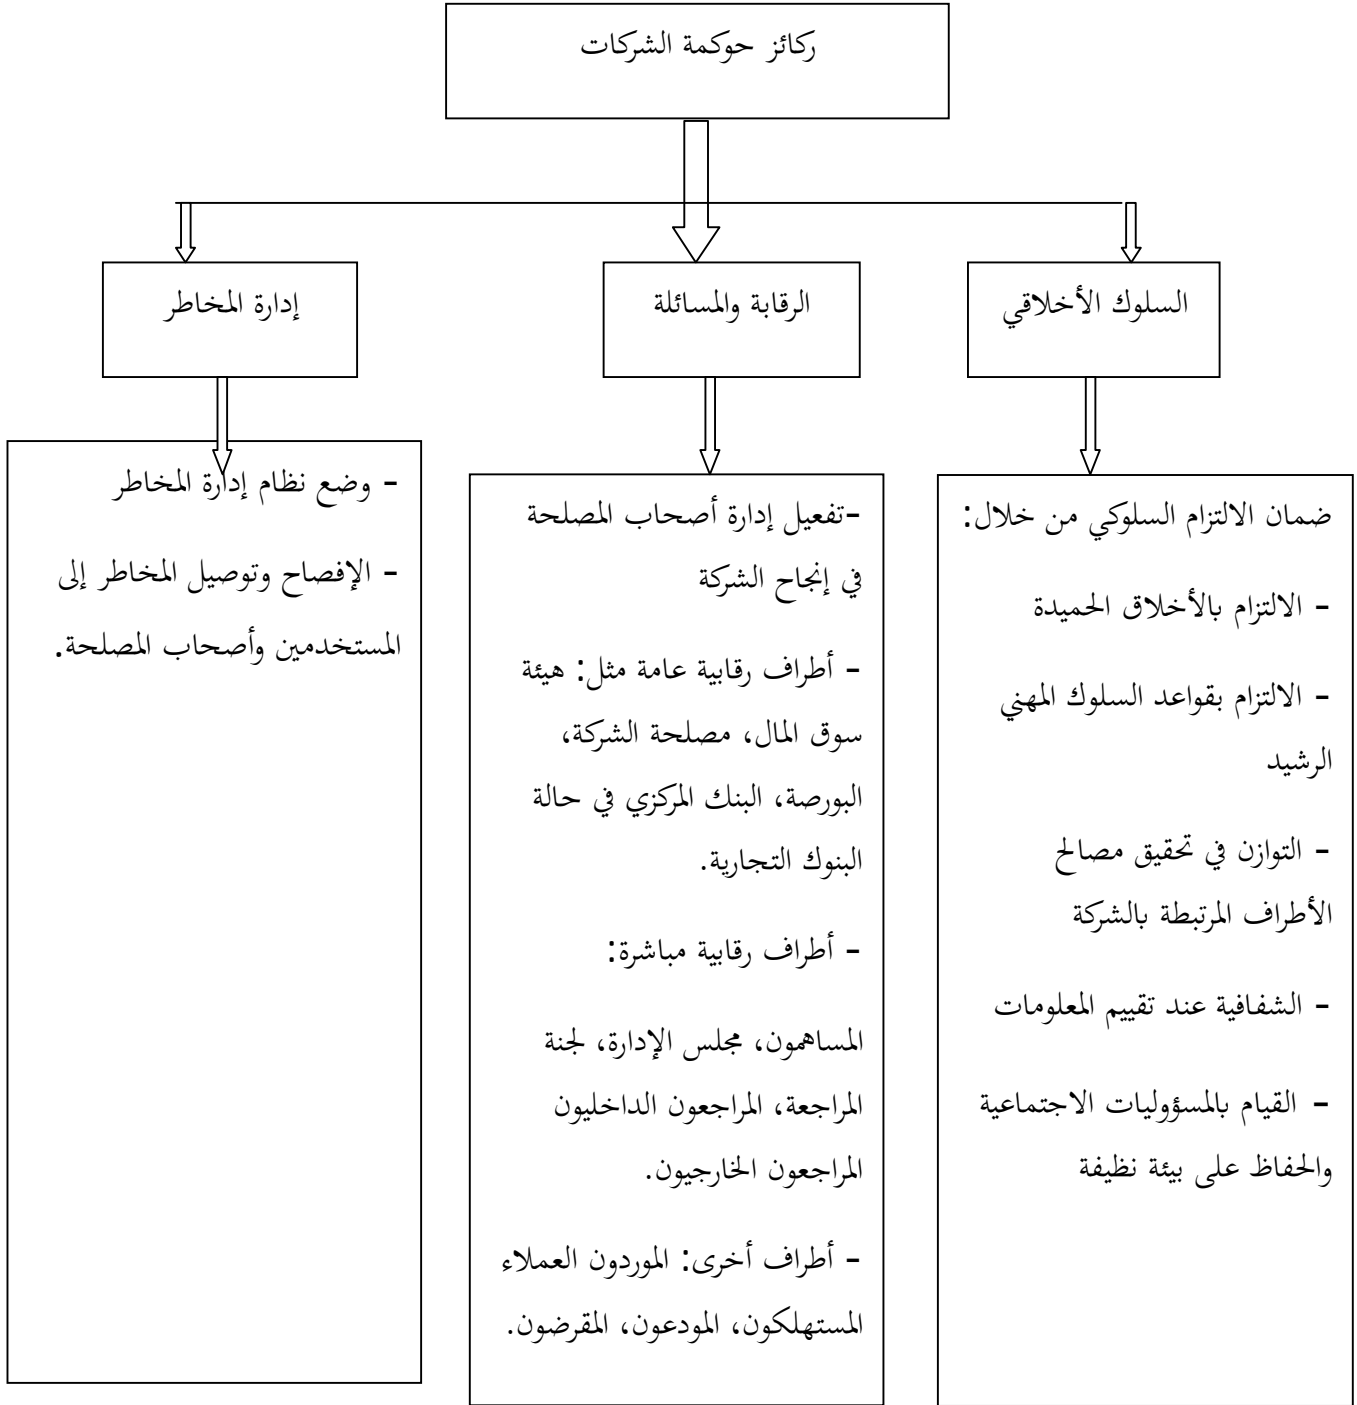 ركائز حوكمة الشركات
السلوك الأخلاقي
الرقابة والمسائلة
إدارة المخاطر
ضمان الالتزام السلوكي من خلال:
- الالتزام بالأخلاق الحميدة
- الالتزام بقواعد السلوك المهني
الرشيد
- التوازن في تحقيق مصالح
الأطراف المرتبطة بالشركة
- الشفافية عند تقييم المعلومات
- القيام بالمسؤوليات الاجتماعية
والحفاظ على بيئة نظيفة
-تفعيل إدارة أصحاب المصلحة
في إنجاح الشركة
- أطراف رقابية عامة مثل: هيئة
سوق المال، مصلحة الشركة،
البورصة، البنك المركزي في حالة
البنوك التجارية.
- أطراف رقابية مباشرة:
المساهمون، مجلس الإدارة، لجنة
المراجعة، المراجعون الداخليون
المراجعون الخارجيون.
- أطراف أخرى: الموردون العملاء
المستهلكون، المودعون، المقرضون.
- وضع نظام إدارة المخاطر
- الإفصاح وتوصيل المخاطر إلى
المستخدمين وأصحاب المصلحة.